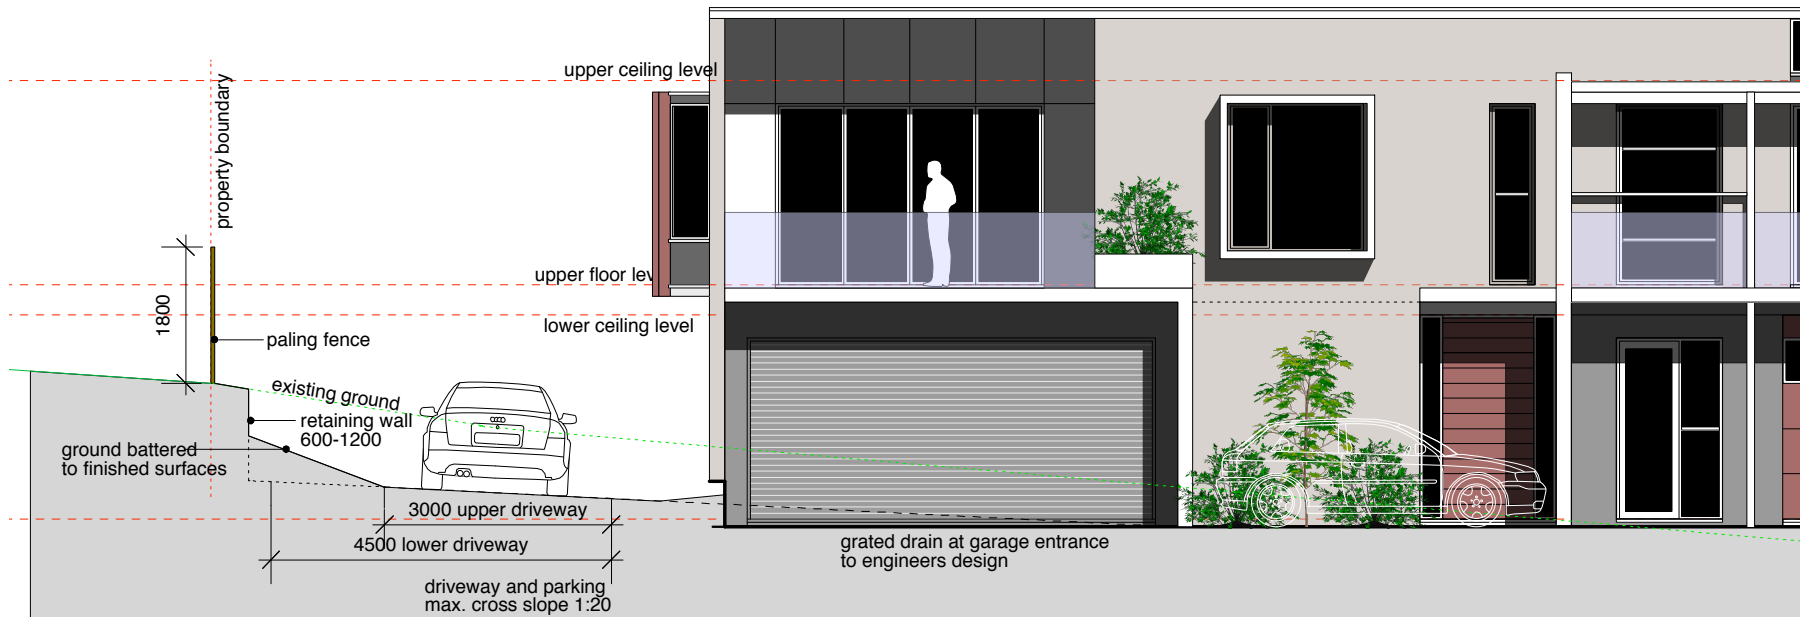 upper ceiling level
property boundary
upper floor lev
1800
lower ceiling level
paling fence
existing ground
retaining wall
600-1200
ground battered
to finished surfaces
3000 upper driveway
4500 lower driveway
grated drain at garage entrance
to engineers design
driveway and parking
max. cross slope 1:20